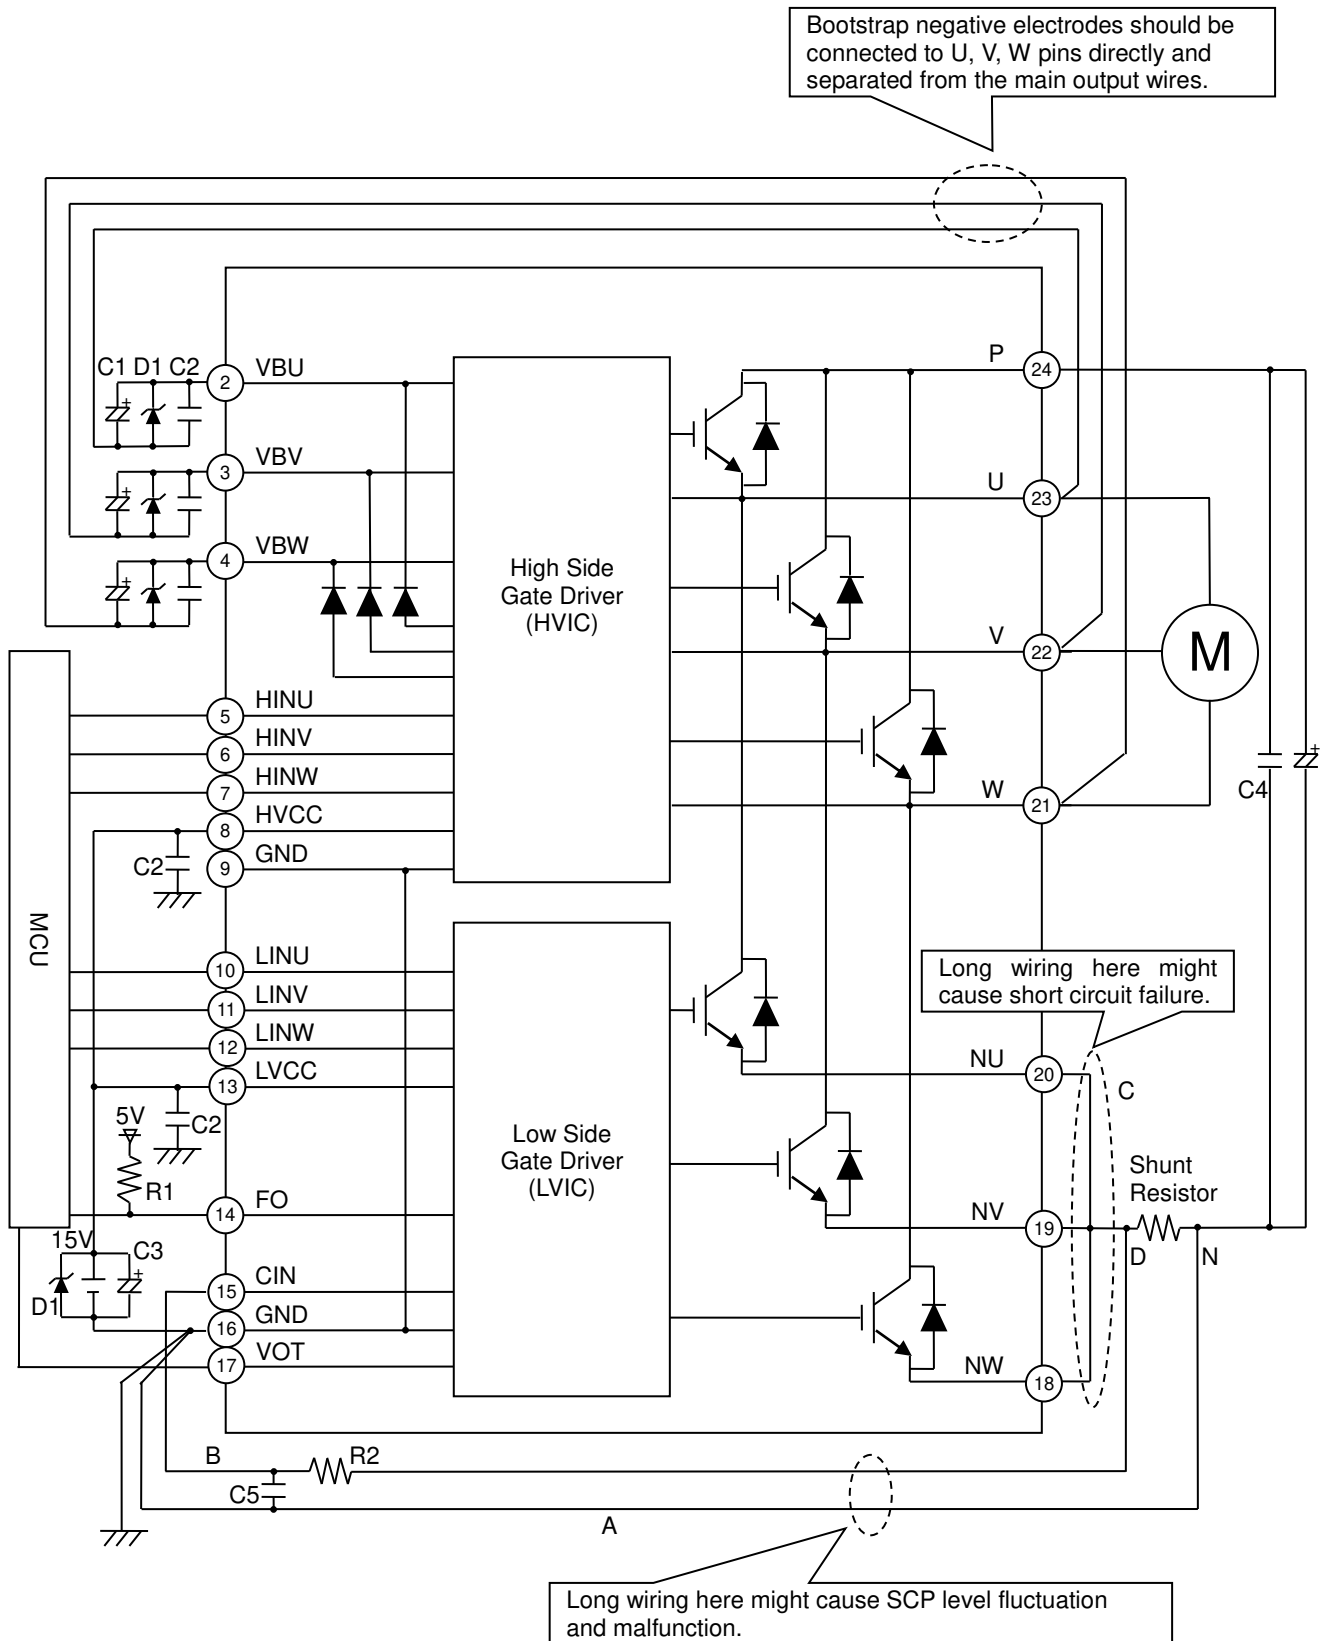 Bootstrap negative electrodes should be
connected to U, V, W pins directly and
separated from the main output wires.
C1 D1 C2
+
2
VBU
P
24
+
3
VBV
U
23
+
4
VBW
High Side
Gate Driver
(HVIC)
V
22
M
5
HINU
6
HINV
7
HINW
W
21
C4
+
8
HVCC
C2
9
GND
MCU
10
LINU
11
LINV
12
LINW
13
LVCC
C2
Long wiring here might
cause short circuit failure.
NU
20
C
5V
R1
Low Side
Gate Driver
(LVIC)
Shunt
Resistor
14
FO
NV
19
D
N
15V
C3
+
D1
15
CIN
16
GND
17
VOT
NW
18
B
R2
C5
A
Long wiring here might cause SCP level fluctuation
and malfunction.